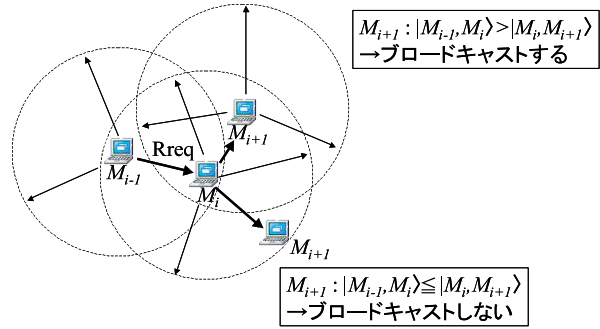 M_{i+1} : |M_{i-1},M_i⟩>|M_i,M_{i+1}⟩
→ブロードキャストする
M_{i+1}
Rreq
M_{i-1}
M_i
M_{i+1}
M_{i+1} : |M_{i-1},M_i⟩≦|M_i,M_{i+1}⟩
→ブロードキャストしない